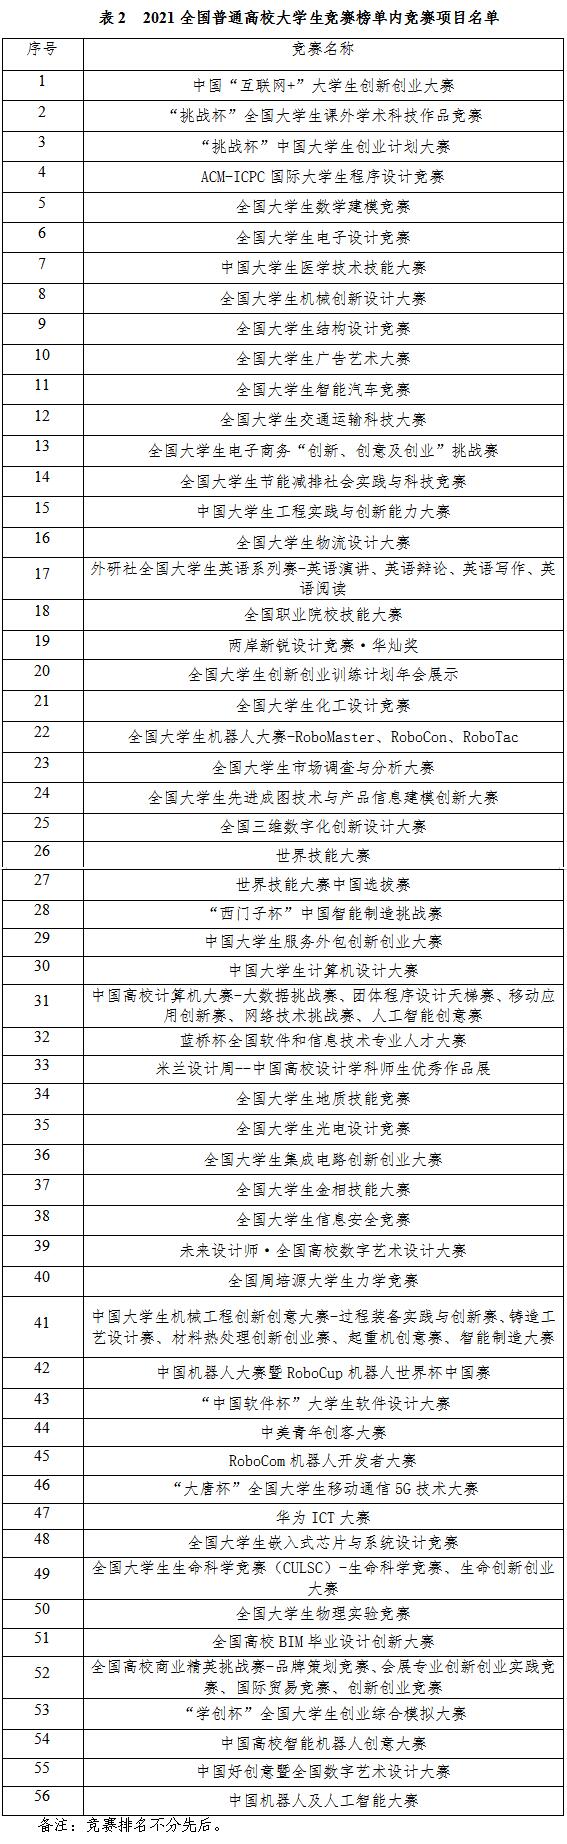 表 2　2021 全国普通高校大学生竞赛榜单内竞赛项目名单
序号 竞赛名称
1 中国“互联网+”大学生创新创业大赛
2 “挑战杯”全国大学生课外学术科技作品竞赛
3 “挑战杯”中国大学生创业计划大赛
4 ACM-ICPC 国际大学生程序设计竞赛
5 全国大学生数学建模竞赛
6 全国大学生电子设计竞赛
7 中国大学生医学技术技能大赛
8 全国大学生机械创新设计大赛
9 全国大学生结构设计竞赛
10 全国大学生广告艺术大赛
11 全国大学生智能汽车竞赛
12 全国大学生交通运输科技大赛
13 全国大学生电子商务“创新、创意及创业”挑战赛
14 全国大学生节能减排社会实践与科技竞赛
15 中国大学生工程实践与创新能力大赛
16 全国大学生物流设计大赛
17 外研社全国大学生英语系列赛-英语演讲、英语辩论、英语写作、英
语阅读
18 全国职业院校技能大赛
19 两岸新锐设计竞赛·华灿奖
20 全国大学生创新创业训练计划年会展示
21 全国大学生化工设计竞赛
22 全国大学生机器人大赛-RoboMaster、RoboCon、RoboTac
23 全国大学生市场调查与分析大赛
24 全国大学生先进成图技术与产品信息建模创新大赛
25 全国三维数字化创新设计大赛
26 世界技能大赛
27 世界技能大赛中国选拔赛
28 “西门子杯”中国智能制造挑战赛
29 中国大学生服务外包创新创业大赛
30 中国大学生计算机设计大赛
31 中国高校计算机大赛-大数据挑战赛、团体程序设计天梯赛、移动应
用创新赛、网络技术挑战赛、人工智能创意赛
32 蓝桥杯全国软件和信息技术专业人才大赛
33 米兰设计周--中国高校设计学科师生优秀作品展
34 全国大学生地质技能竞赛
35 全国大学生光电设计竞赛
36 全国大学生集成电路创新创业大赛
37 全国大学生金相技能大赛
38 全国大学生信息安全竞赛
39 未来设计师·全国高校数字艺术设计大赛
40 全国周培源大学生力学竞赛
41 中国大学生机械工程创新创意大赛-过程装备实践与创新赛、铸造工
艺设计赛、材料热处理创新创业赛、起重机创意赛、智能制造大赛
42 中国机器人大赛暨 RoboCup 机器人世界杯中国赛
43 “中国软件杯”大学生软件设计大赛
44 中美青年创客大赛
45 RoboCom 机器人开发者大赛
46 “大唐杯”全国大学生移动通信 5G 技术大赛
47 华为 ICT 大赛
48 全国大学生嵌入式芯片与系统设计竞赛
49 全国大学生生命科学竞赛（CULSC）-生命科学竞赛、生命创新创业
大赛
50 全国大学生物理实验竞赛
51 全国高校 BIM 毕业设计创新大赛
52 全国高校商业精英挑战赛-品牌策划竞赛、会展专业创新创业实践竞
赛、国际贸易竞赛、创新创业竞赛
53 “学创杯”全国大学生创业综合模拟大赛
54 中国高校智能机器人创意大赛
55 中国好创意暨全国数字艺术设计大赛
56 中国机器人及人工智能大赛
备注：竞赛排名不分先后。